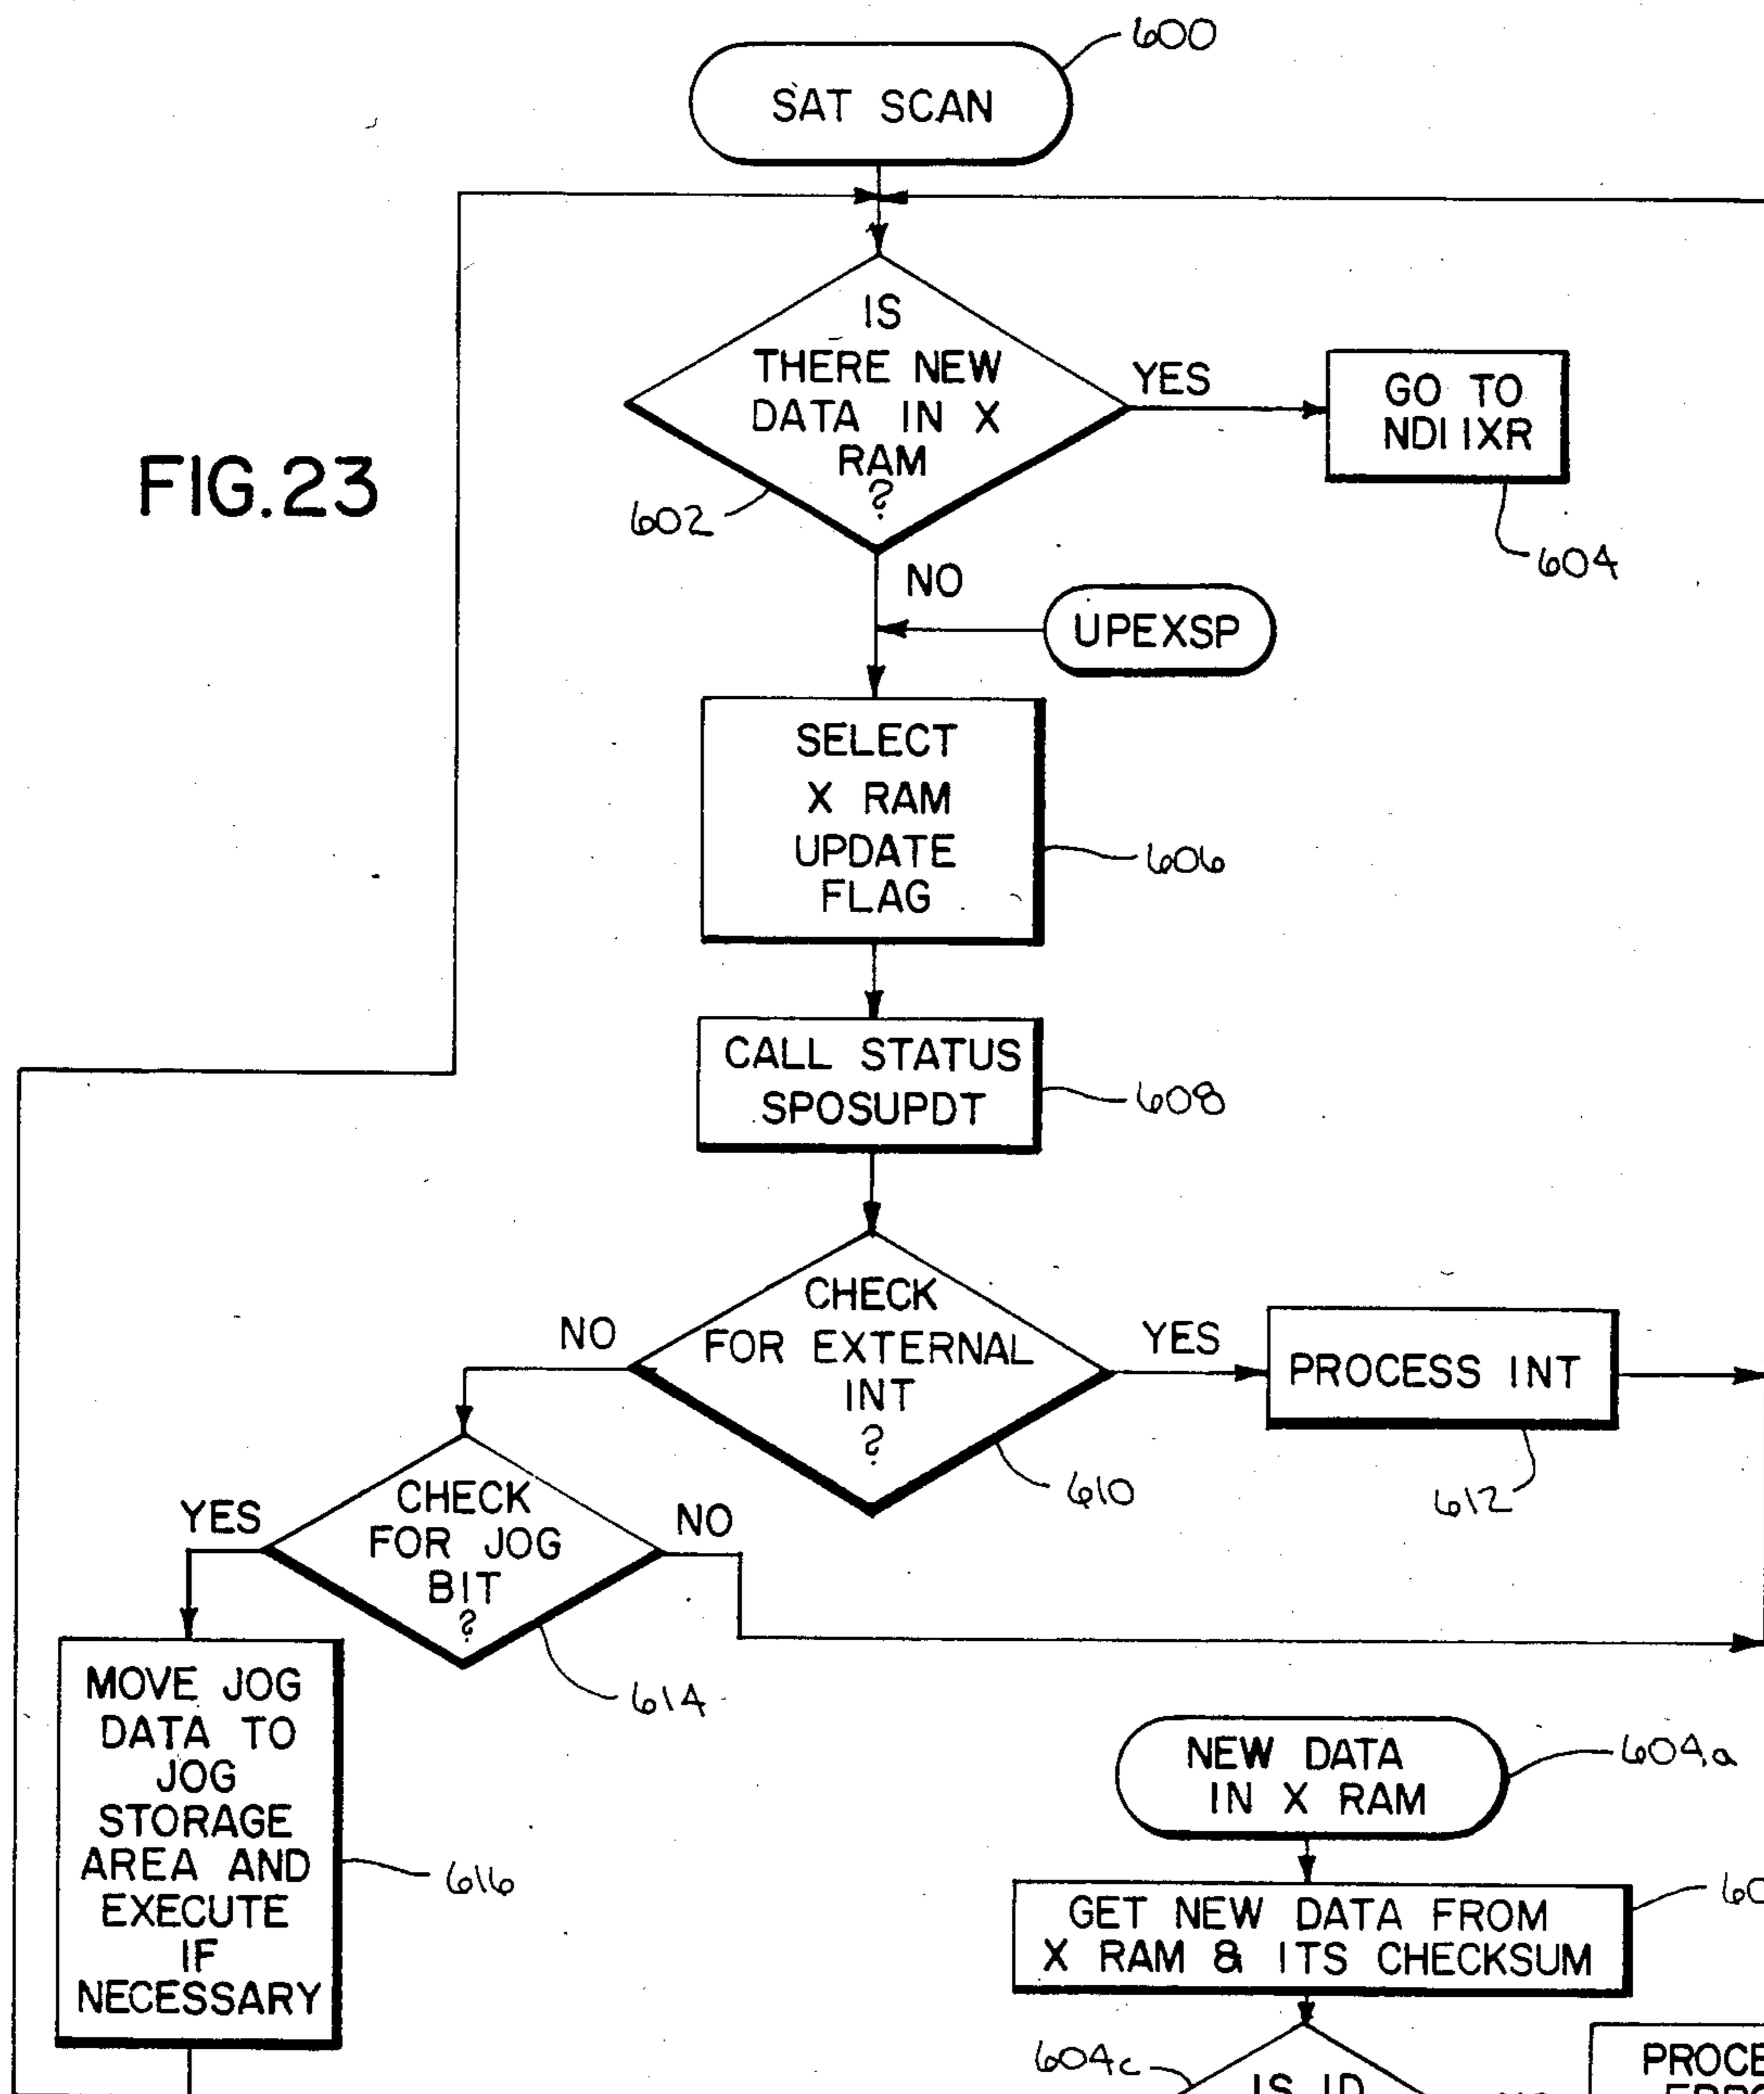 600
SAT SCAN
IS
THERE NEW
DATA IN X
RAM
?
YES
GO TO
NDIIXR
FIG.23
602
604
NO
UPEXSP
SELECT
X RAM
UPDATE
FLAG
606
CALL STATUS
SPOSUPDT
608
CHECK
FOR EXTERNAL
INT
?
NO
YES
PROCESS INT
610
612
CHECK
FOR JOG
BIT
?
YES
NO
614
MOVE JOG
DATA TO
JOG
STORAGE
AREA AND
EXECUTE
IF
NECESSARY
616
NEW DATA
IN X RAM
604a
GET NEW DATA FROM
X RAM & ITS CHECKSUM
604c
IS ID